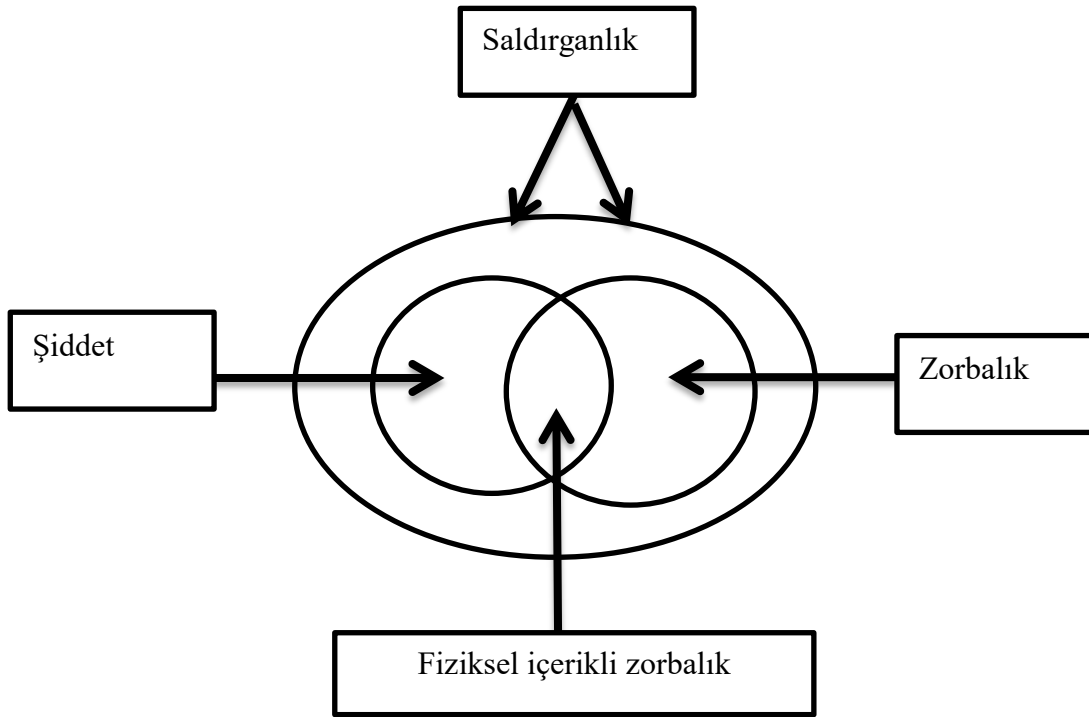 Saldırganlık
Şiddet
Zorbalık
Fiziksel içerikli zorbalık